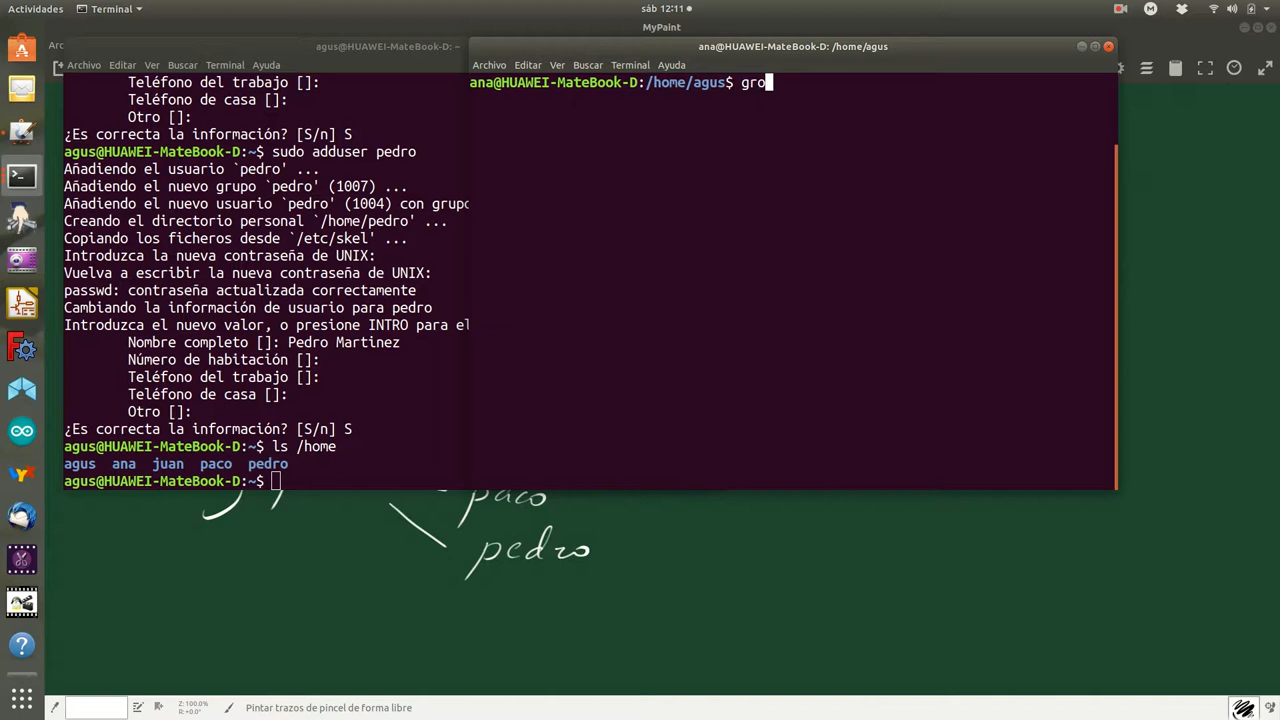 Actividades
Terminal
sáb 12:11
MyPaint
Arc
agus@HUAWEI-MateBook-D: ~
Archivo Editar Ver Buscar Terminal Ayuda
Teléfono del trabajo []:
Teléfono de casa []:
Otro []:
¿Es correcta la información? [S/n] S
agus@HUAWEI-MateBook-D:~$ sudo adduser pedro
Añadiendo el usuario `pedro' ...
Añadiendo el nuevo grupo `pedro' (1007) ...
Añadiendo el nuevo usuario `pedro' (1004) con grupo
Creando el directorio personal `/home/pedro' ...
Copiando los ficheros desde `/etc/skel' ...
Introduzca la nueva contraseña de UNIX:
Vuelva a escribir la nueva contraseña de UNIX:
passwd: contraseña actualizada correctamente
Cambiando la información de usuario para pedro
Introduzca el nuevo valor, o presione INTRO para el
Nombre completo []: Pedro Martinez
Número de habitación []:
Teléfono del trabajo []:
Teléfono de casa []:
Otro []:
¿Es correcta la información? [S/n] S
agus@HUAWEI-MateBook-D:~$ ls /home
agus ana juan paco pedro
agus@HUAWEI-MateBook-D:~$
ana@HUAWEI-MateBook-D: /home/agus
Archivo Editar Ver Buscar Terminal Ayuda
ana@HUAWEI-MateBook-D:/home/agus$ gro
paco
pedro
Z: 100.0%
R: +0.0°
Pintar trazos de pincel de forma libre